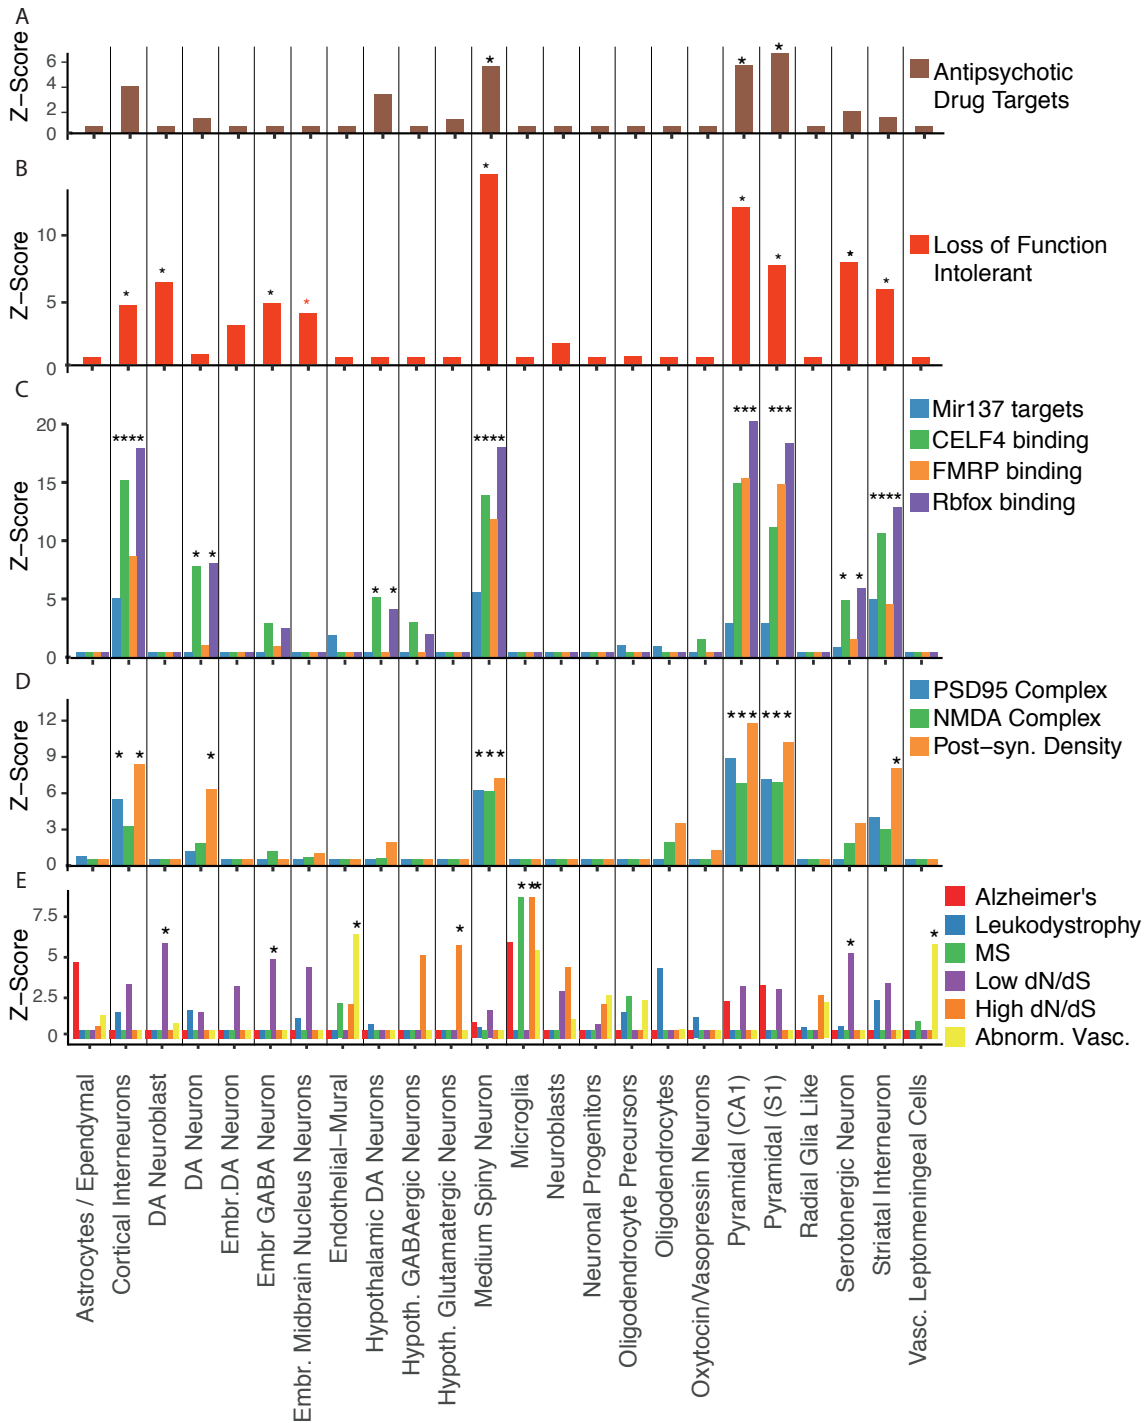 A
Z−Score
6
4
2
0
*
*
*
Antipsychotic
Drug Targets
B
Z−Score
10
5
0
*
*
*
*
*
*
*
*
*
Loss of Function
Intolerant
C
Z−Score
20
15
10
5
0
****
* *
* *
****
***
***
* *
****
Mir137 targets
CELF4 binding
FMRP binding
Rbfox binding
D
Z−Score
12
9
6
3
0
* *
*
***
***
***
*
PSD95 Complex
NMDA Complex
Post−syn. Density
E
Z−Score
7.5
5
2.5
0
*
*
*
*
* **
*
*
Alzheimer's
Leukodystrophy
MS
Low dN/dS
High dN/dS
Abnorm. Vasc.
Astrocytes / Ependymal
Cortical Interneurons
DA Neuroblast
DA Neuron
Embr.DA Neuron
Embr GABA Neuron
Embr. Midbrain Nucleus Neurons
Endothelial−Mural
Hypothalamic DA Neurons
Hypoth. GABAergic Neurons
Hypoth. Glutamatergic Neurons
Medium Spiny Neuron
Microglia
Neuroblasts
Neuronal Progenitors
Oligodendrocyte Precursors
Oligodendrocytes
Oxytocin/Vasopressin Neurons
Pyramidal (CA1)
Pyramidal (S1)
Radial Glia Like
Serotonergic Neuron
Striatal Interneuron
Vasc. Leptomeningeal Cells